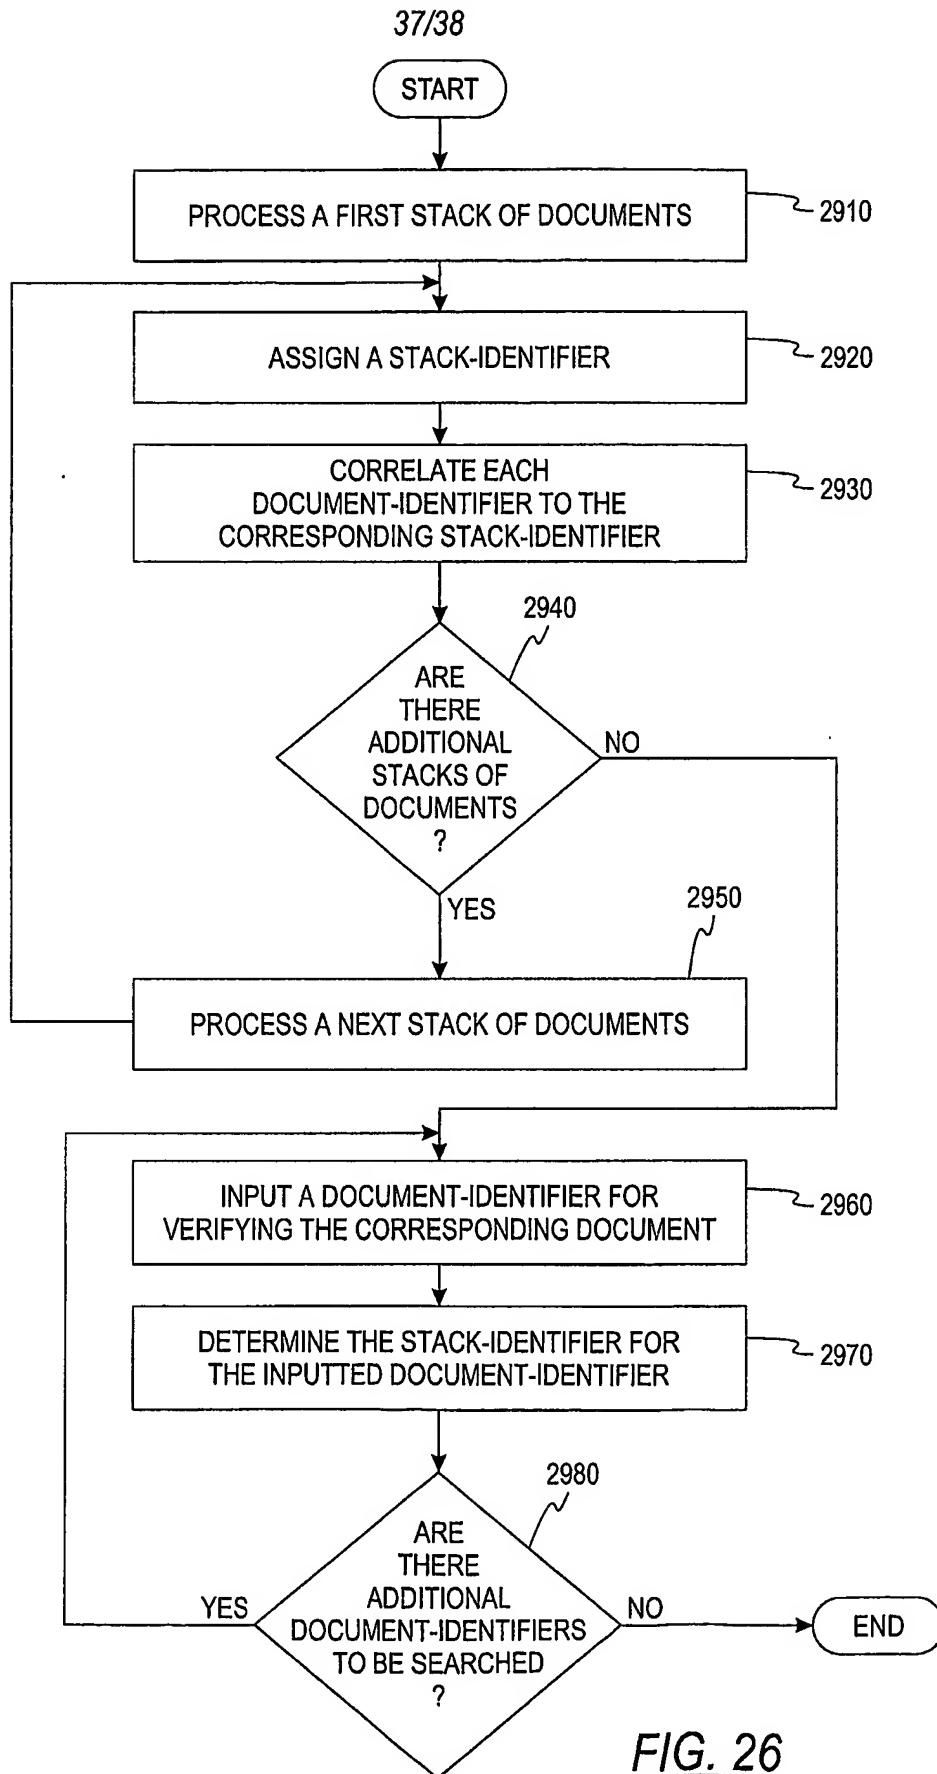 37/38
START
PROCESS A FIRST STACK OF DOCUMENTS
2910
ASSIGN A STACK-IDENTIFIER
2920
CORRELATE EACH
DOCUMENT-IDENTIFIER TO THE
CORRESPONDING STACK-IDENTIFIER
2930
2940
ARE
THERE
ADDITIONAL
STACKS OF
DOCUMENTS
?
NO
YES
2950
PROCESS A NEXT STACK OF DOCUMENTS
INPUT A DOCUMENT-IDENTIFIER FOR
VERIFYING THE CORRESPONDING DOCUMENT
2960
DETERMINE THE STACK-IDENTIFIER FOR
THE INPUTTED DOCUMENT-IDENTIFIER
2970
2980
ARE
THERE
ADDITIONAL
DOCUMENT-IDENTIFIERS
TO BE SEARCHED
?
YES
NO
END
FIG. 26